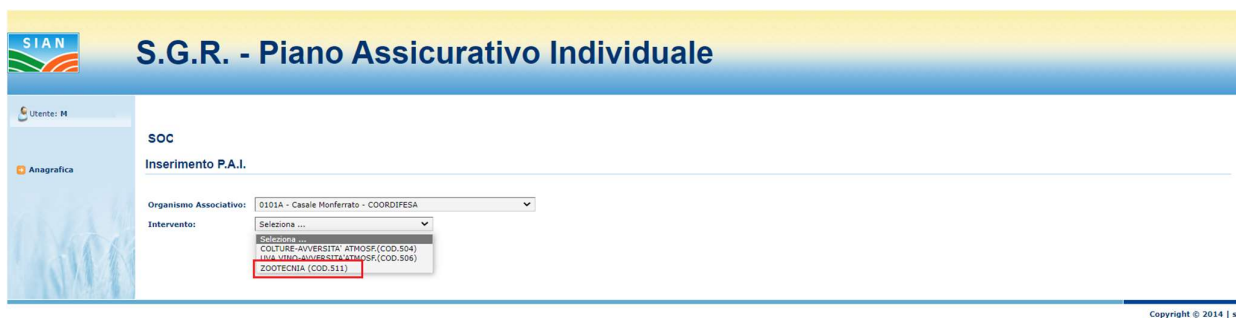 SIAN
S.G.R. - Piano Assicurativo Individuale
Utente: M
Anagrafica
SOC
Inserimento P.A.I.
Organismo Associativo: 0101A - Casale Monferrato - COORDIFESA
Intervento: Seleziona ...
Seleziona ...
COLTURE-AVVERSITA' ATMOSF.(COD.504)
UVA VINO-AVVERSITA'ATMOSF.(COD.506)
ZOOTECNIA (COD.511)
Copyright © 2014 | s